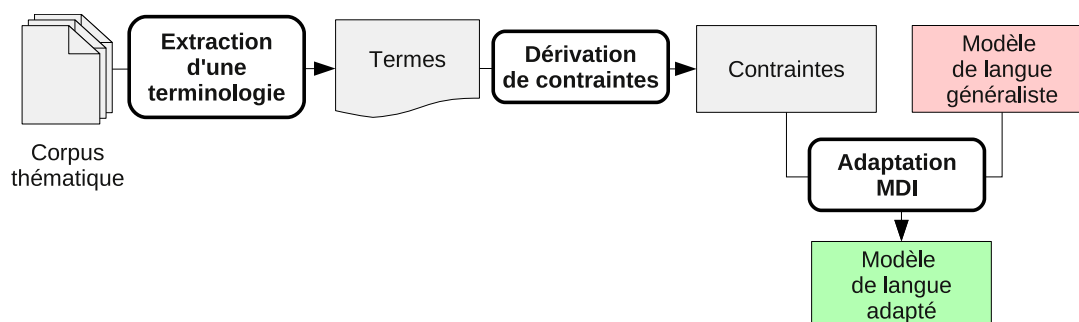 Corpus
thématique
Extraction
d'une
terminologie
Termes
Dérivation
de contraintes
Contraintes
Modèle
de langue
généraliste
Adaptation
MDI
Modèle
de langue
adapté